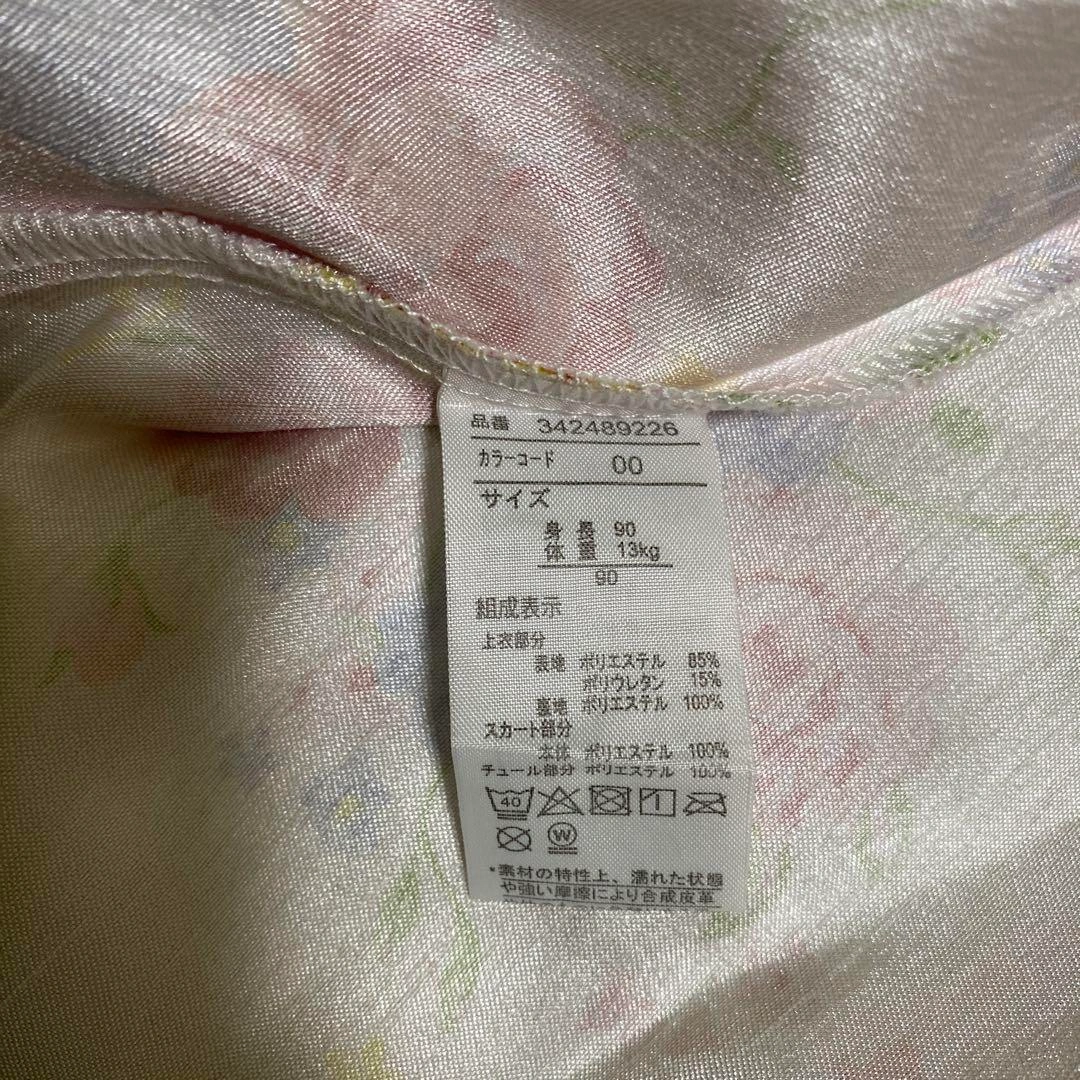 品番 342489226
カラーコード 00
サイズ
身長 90
体重 13kg
90
組成表示
上衣部分
表地 ポリエステル 85%
ポリウレタン 15%
裏地 ポリエステル 100%
スカート部分
本体 ポリエステル 100%
チュール部分 ポリエステル 100%
40
W
*素材の特性上、濡れた状態
や強い摩擦により合成皮革